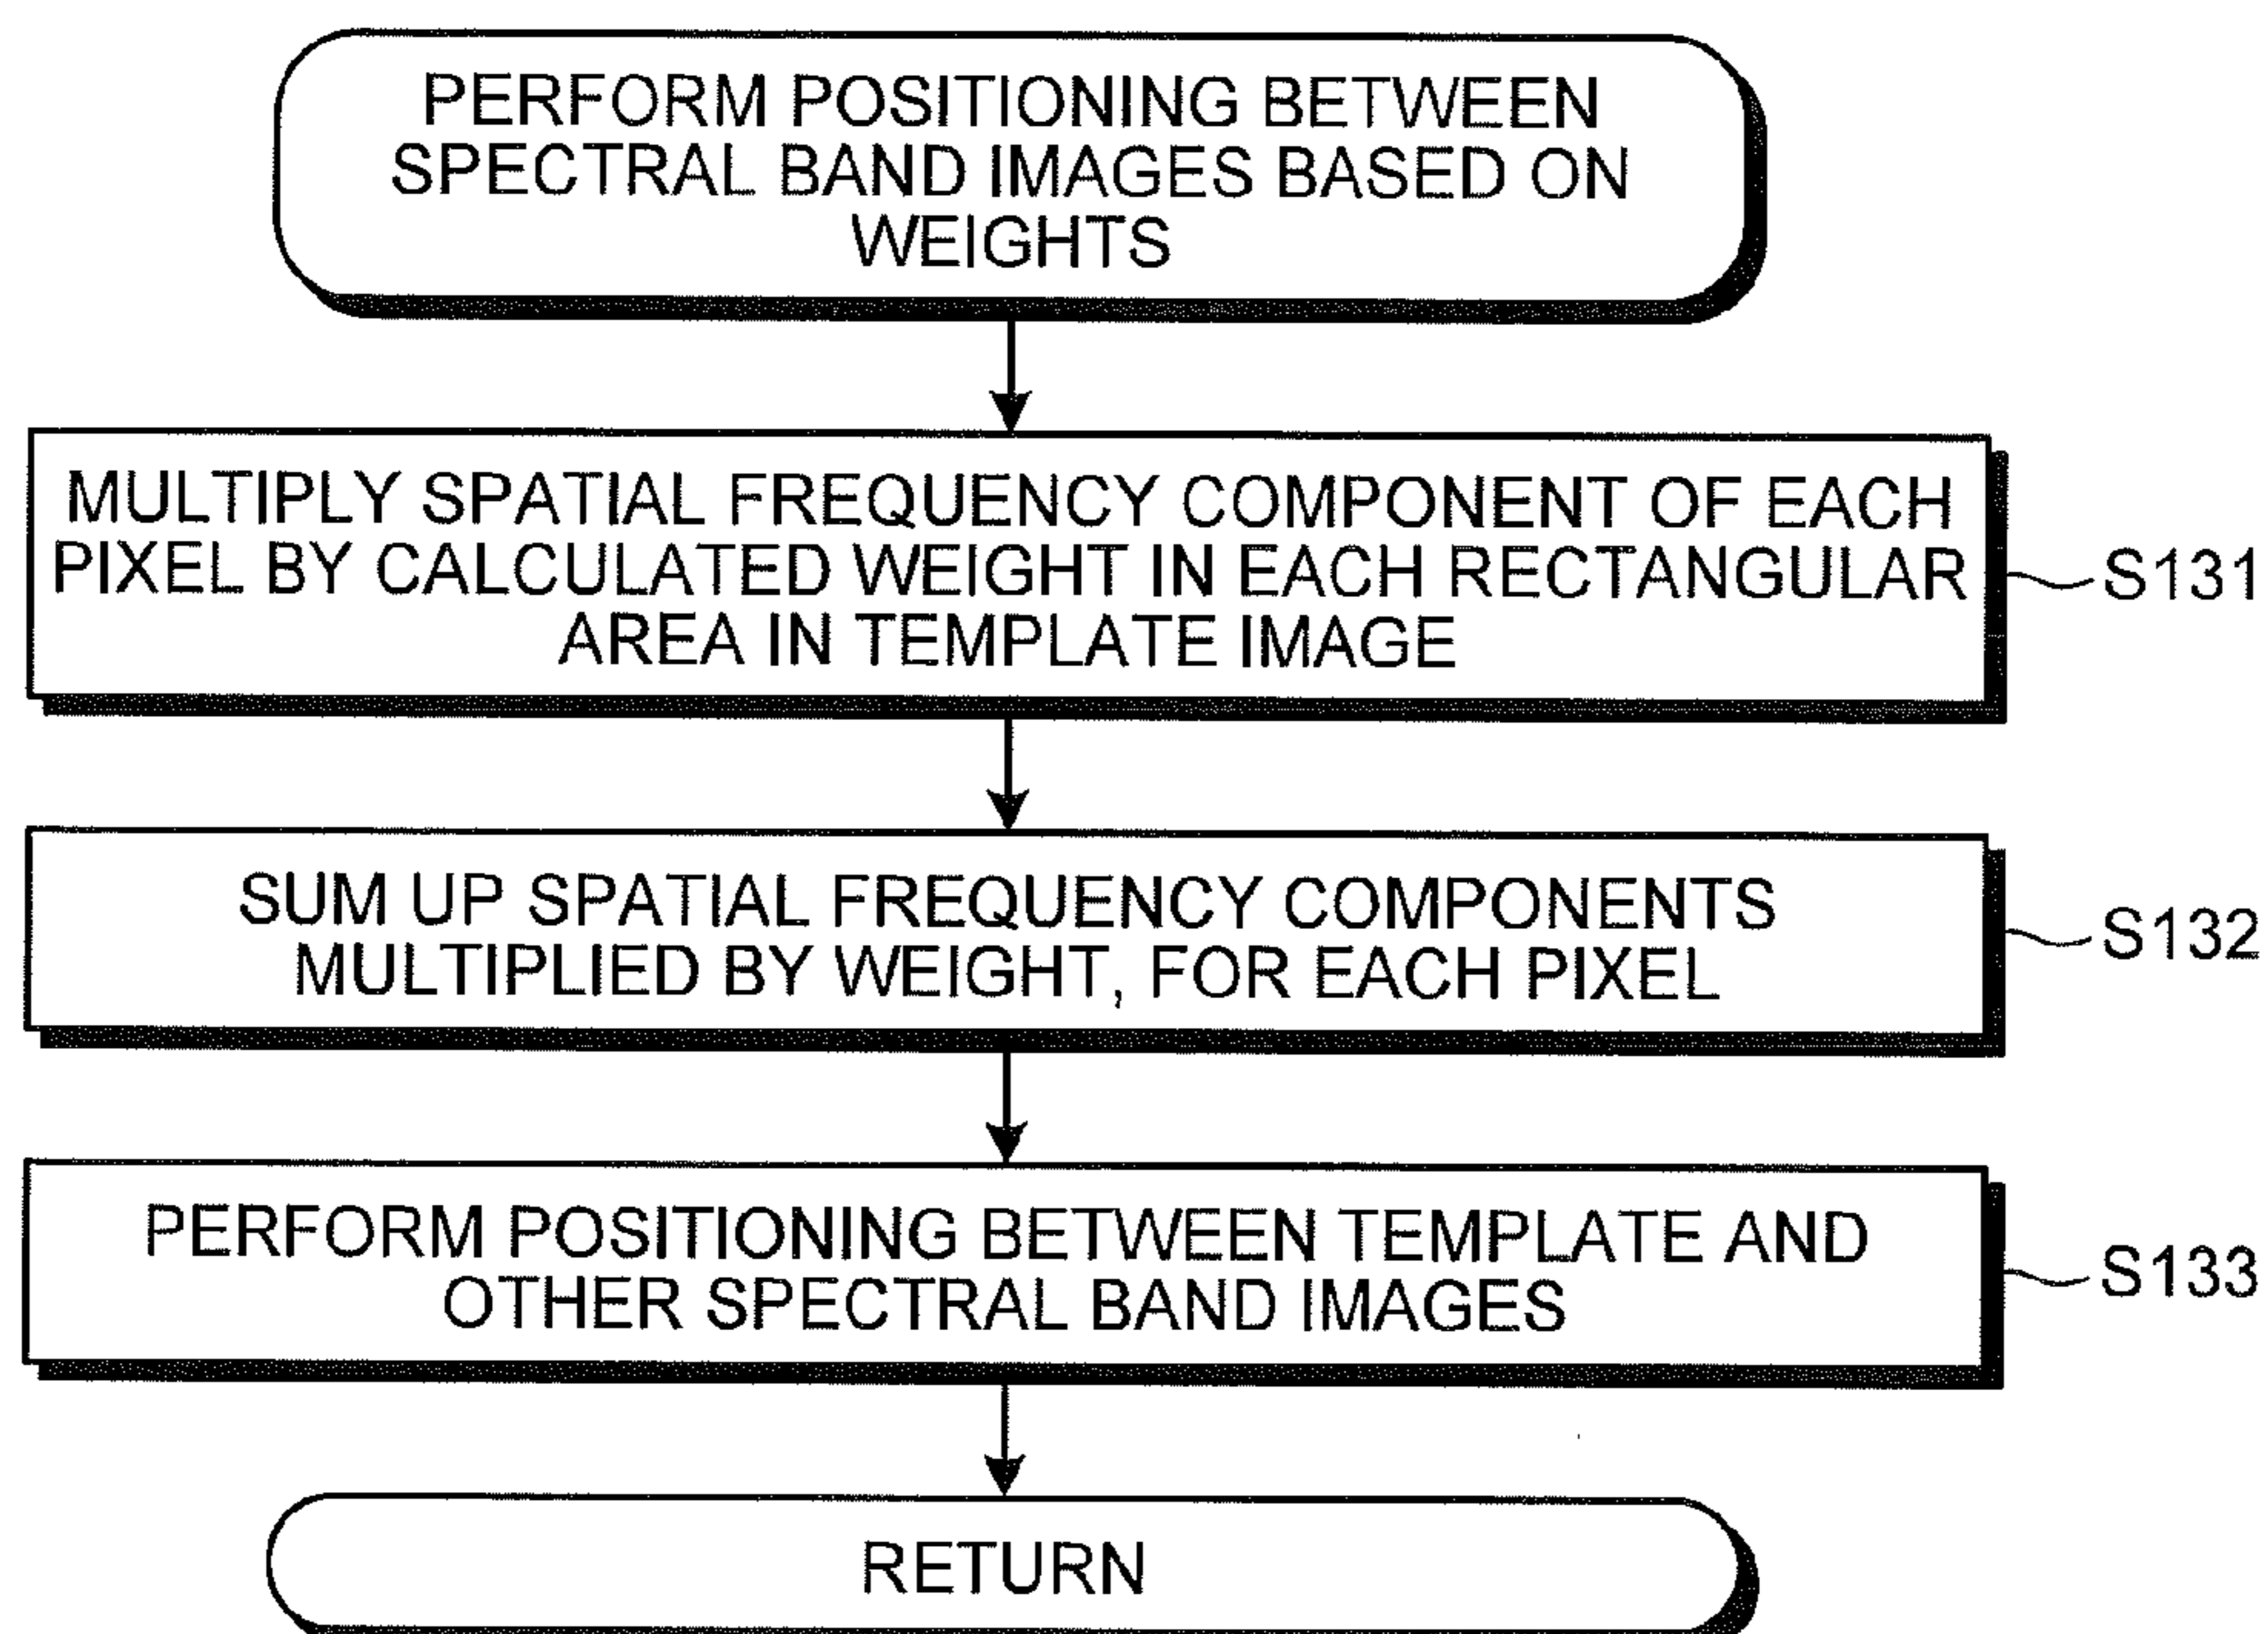 PERFORM POSITIONING BETWEEN
SPECTRAL BAND IMAGES BASED ON
WEIGHTS
MULTIPLY SPATIAL FREQUENCY COMPONENT OF EACH
PIXEL BY CALCULATED WEIGHT IN EACH RECTANGULAR
AREA IN TEMPLATE IMAGE
S131
SUM UP SPATIAL FREQUENCY COMPONENTS
MULTIPLIED BY WEIGHT, FOR EACH PIXEL
S132
PERFORM POSITIONING BETWEEN TEMPLATE AND
OTHER SPECTRAL BAND IMAGES
S133
RETURN